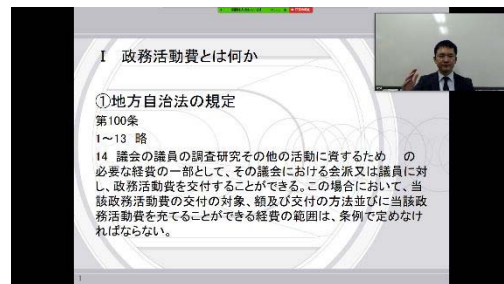 Ⅰ 政務活動費とは何か
①地方自治法の規定
第100条
1～13 略
14 議会の議員の調査研究その他の活動に資するため の
必要な経費の一部として、その議会における会派又は議員に対
し、政務活動費を交付することができる。この場合において、当
該政務活動費の交付の対象、額及び交付の方法並びに当該政
務活動費を充てることができる経費の範囲は、条例で定めなけ
ればならない。
1